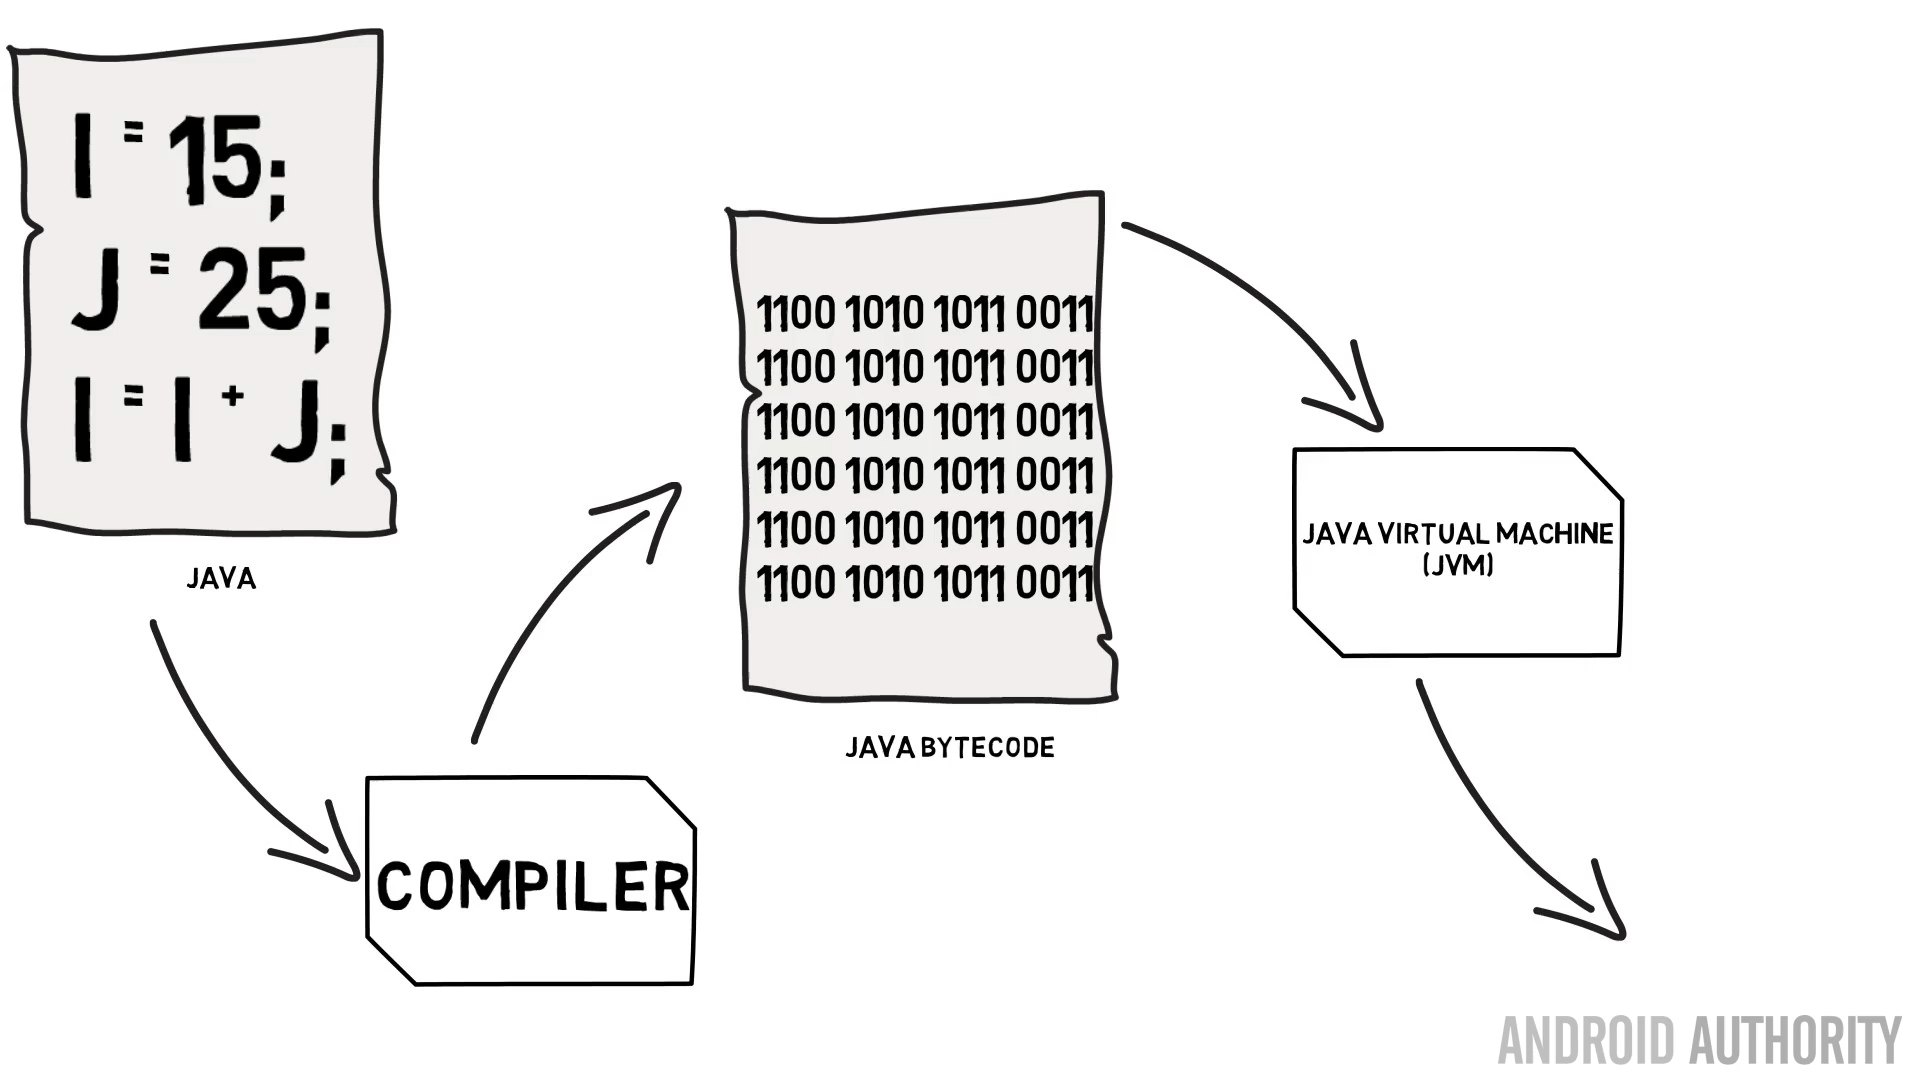 I = 15;
J = 25;
I = I + J;
JAVA
COMPILER
1100 1010 1011 0011
1100 1010 1011 0011
1100 1010 1011 0011
1100 1010 1011 0011
1100 1010 1011 0011
1100 1010 1011 0011
JAVA BYTECODE
JAVA VIRTUAL MACHINE
(JVM)
ANDROID AUTHORITY